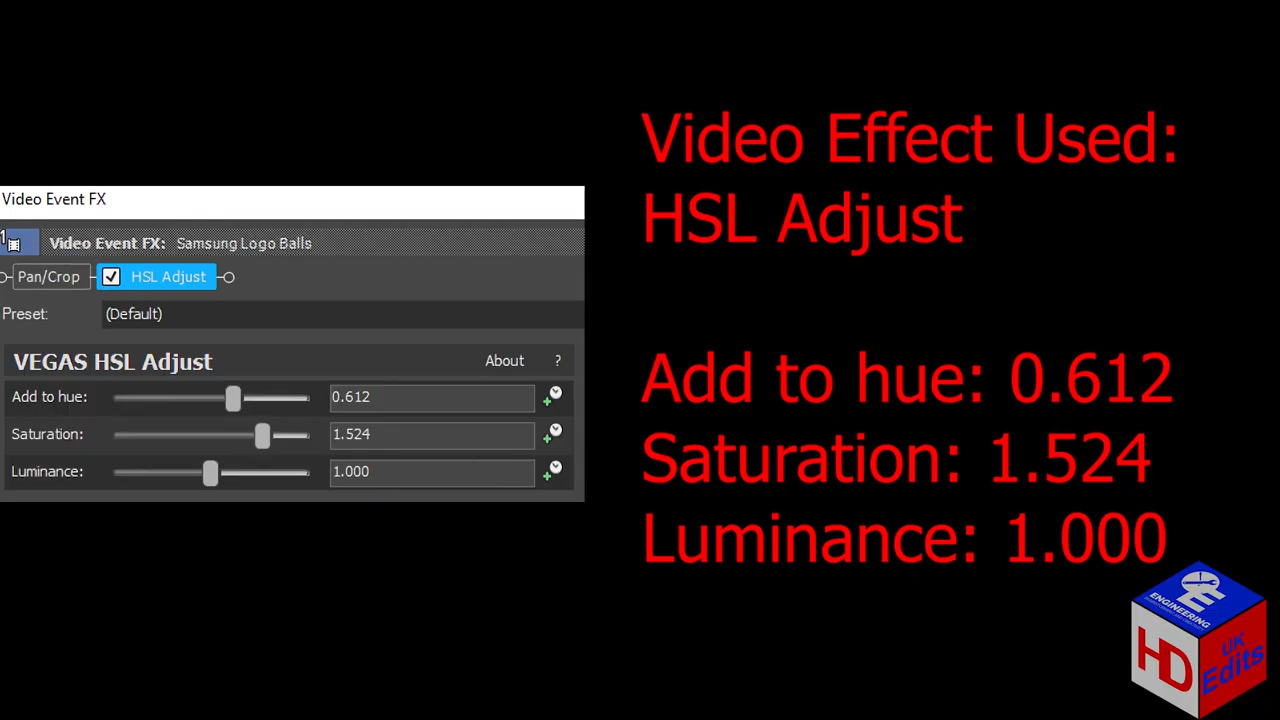 Video Event FX
1
Video Event FX: Samsung Logo Balls
Pan/Crop HSL Adjust
Preset: (Default)
VEGAS HSL Adjust About ?
Add to hue: 0.612
Saturation: 1.524
Luminance: 1.000
Video Effect Used:
HSL Adjust
Add to hue: 0.612
Saturation: 1.524
Luminance: 1.000
E
ENGINEERING
HD
UK
Edits